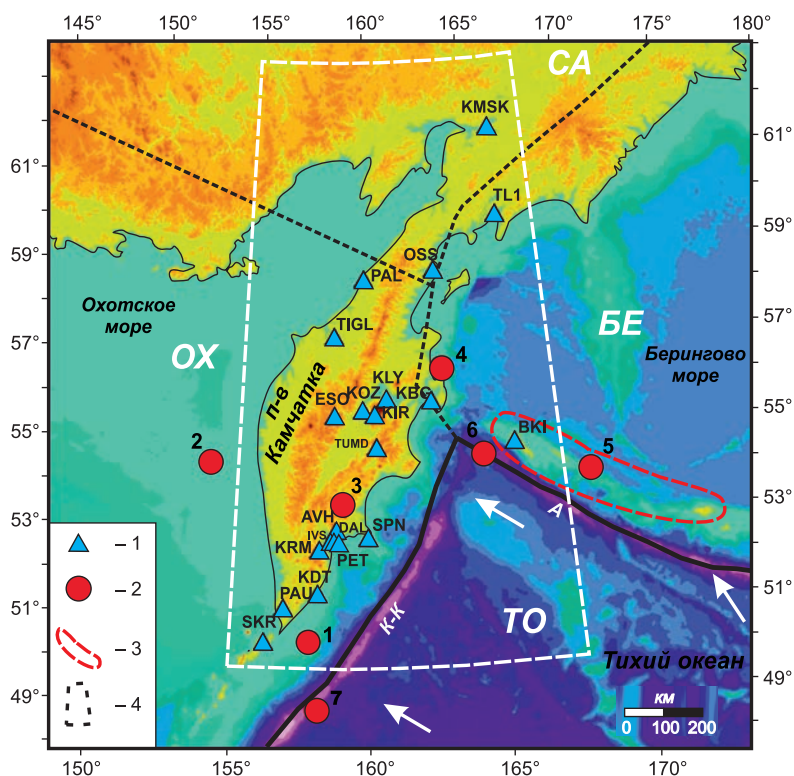 145° 150° 152° 155° 160° 165° 170° 175° 180°
СА
KMSK
61° 61°
TL1
59° 59°
OSS
PAL
Охотское
море
57° 57°
TIGL
БЕ
Берингово
море
ОХ
4
KLY
KOZ KBG
ESO
KIR
п-в
Камчатка
55° 55°
TUMD
2
6
BKI
5
А
3
53° 53°
AVH
IVS DAL SPN
KRM
PET
KDT
PAU
51° 51°
SKR
1
К-К
ТО
Тихий океан
49° 49°
7
– 1
– 2
– 3
– 4
км
0 100 200
150° 155° 160° 165° 170°